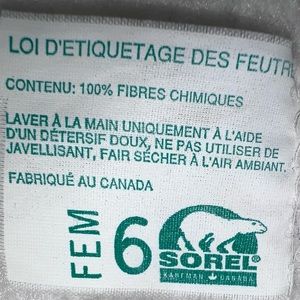 LOI D'ETIQUETAGE DES FEUTRE
CONTENU: 100% FIBRES CHIMIQUES
LAVER À LA MAIN UNIQUEMENT À L'AIDE
D'UN DÉTERSIF DOUX, NE PAS UTILISER DE
JAVELLISANT, FAIR SÉCHER À L'AIR AMBIANT.
FABRIQUÉ AU CANADA
FEM 6
SOREL
KAUFMAN CANADA